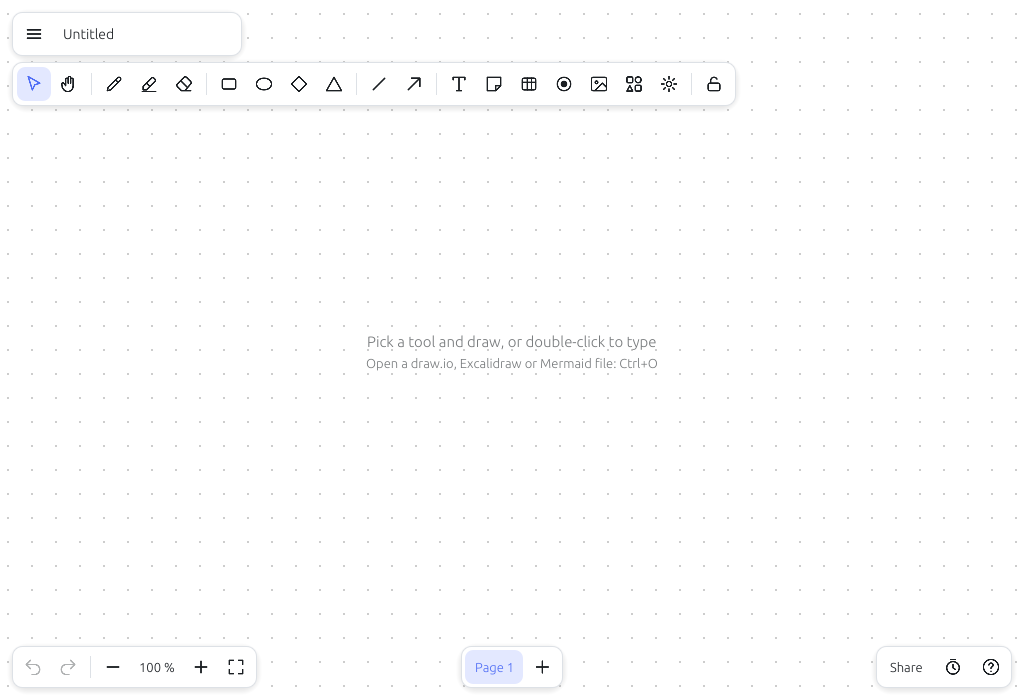 Untitled
Pick a tool and draw, or double-click to type
Open a draw.io, Excalidraw or Mermaid file: Ctrl+O
100 %
Page 1
Share